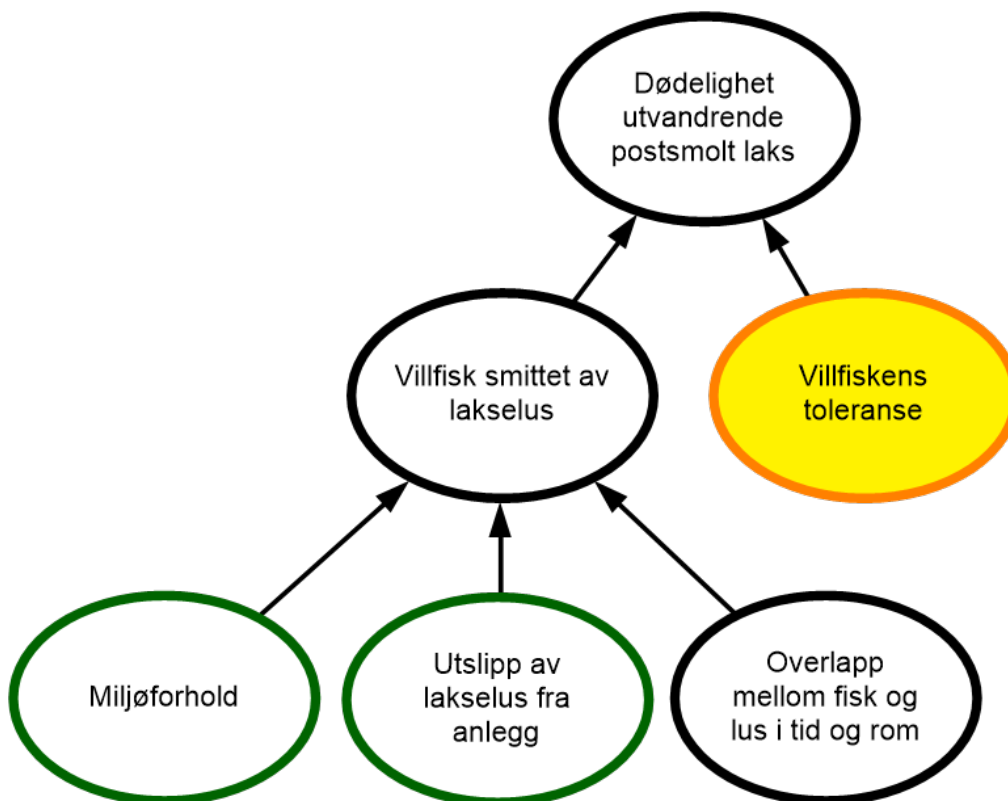 Dødelighet
utvandrende
postsmolt laks
Villfisk smittet av
lakselus
Villfiskens
toleranse
Miljøforhold
Utslipp av
lakselus fra
anlegg
Overlapp
mellom fisk og
lus i tid og rom